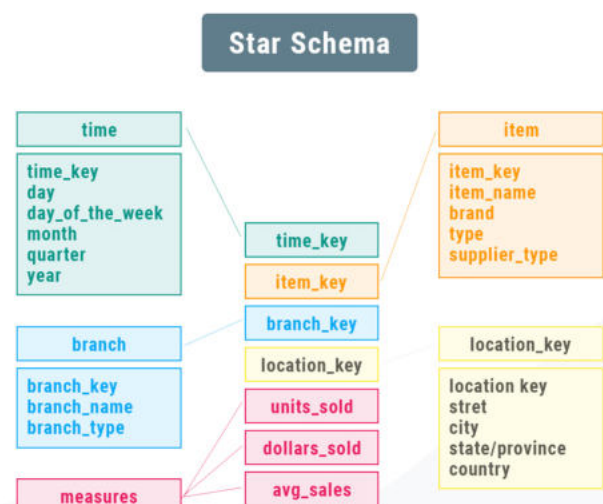 Star Schema
time
time_key
day
day_of_the_week
month
quarter
year
branch
branch_key
branch_name
branch_type
measures
time_key
item_key
branch_key
location_key
units_sold
dollars_sold
avg_sales
item
item_key
item_name
brand
type
supplier_type
location_key
location key
stret
city
state/province
country